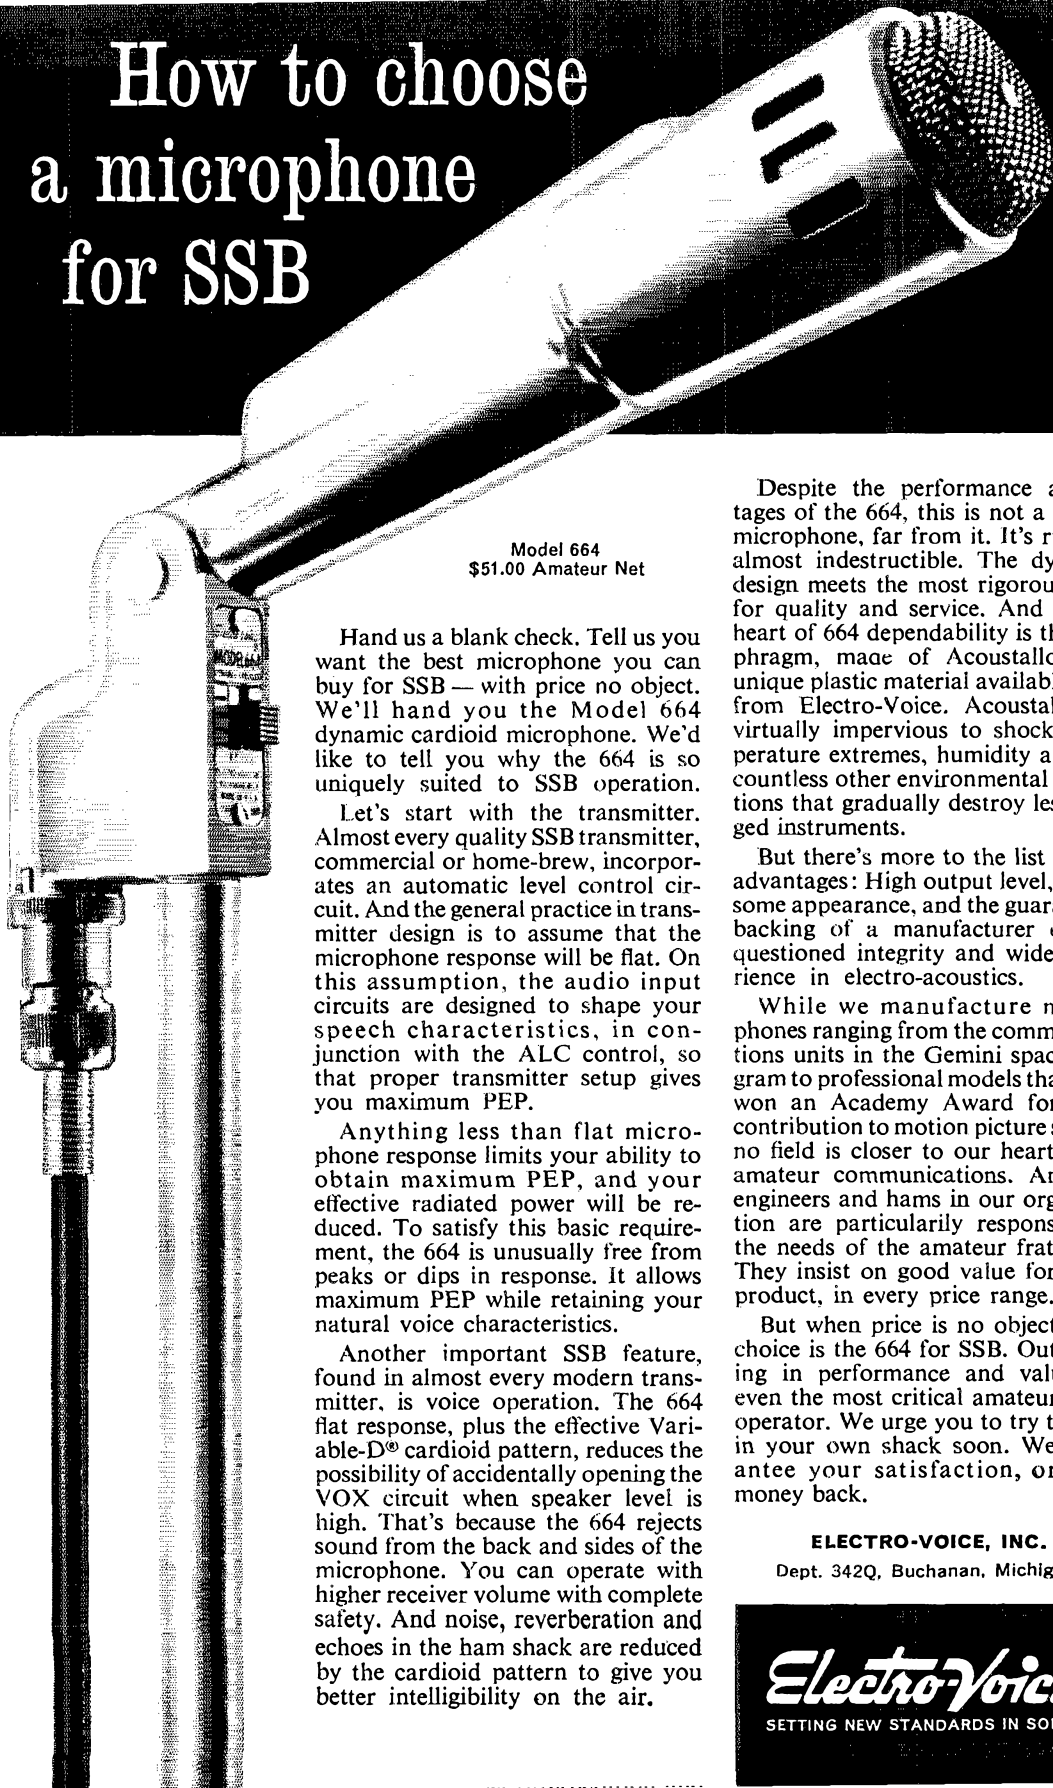 How to choose
a microphone
for SSB
Model 664
$51.00 Amateur Net
Hand us a blank check. Tell us you
want the best microphone you can
buy for SSB — with price no object.
We'll hand you the Model 664
dynamic cardioid microphone. We'd
like to tell you why the 664 is so
uniquely suited to SSB operation.
Let's start with the transmitter.
Almost every quality SSB transmitter,
commercial or home-brew, incorpor-
ates an automatic level control cir-
cuit. And the general practice in trans-
mitter design is to assume that the
microphone response will be flat. On
this assumption, the audio input
circuits are designed to shape your
speech characteristics, in con-
junction with the ALC control, so
that proper transmitter setup gives
you maximum PEP.
Anything less than flat micro-
phone response limits your ability to
obtain maximum PEP, and your
effective radiated power will be re-
duced. To satisfy this basic require-
ment, the 664 is unusually free from
peaks or dips in response. It allows
maximum PEP while retaining your
natural voice characteristics.
Another important SSB feature,
found in almost every modern trans-
mitter, is voice operation. The 664
flat response, plus the effective Vari-
able-D® cardioid pattern, reduces the
possibility of accidentally opening the
VOX circuit when speaker level is
high. That's because the 664 rejects
sound from the back and sides of the
microphone. You can operate with
higher receiver volume with complete
safety. And noise, reverberation and
echoes in the ham shack are reduced
by the cardioid pattern to give you
better intelligibility on the air.
Despite the performance a
tages of the 664, this is not a
microphone, far from it. It's r
almost indestructible. The dy
design meets the most rigorou
for quality and service. And
heart of 664 dependability is th
phragm, made of Acoustallo
unique plastic material availab
from Electro-Voice. Acoustal
virtually impervious to shock
perature extremes, humidity a
countless other environmental
tions that gradually destroy les
ged instruments.
But there's more to the list
advantages: High output level,
some appearance, and the guar
backing of a manufacturer
questioned integrity and wide
rience in electro-acoustics.
While we manufacture m
phones ranging from the comm
tions units in the Gemini spac
gram to professional models tha
won an Academy Award for
contribution to motion picture s
no field is closer to our heart
amateur communications. An
engineers and hams in our org
tion are particularily respons
the needs of the amateur frat
They insist on good value for
product, in every price range.
But when price is no object
choice is the 664 for SSB. Out
ing in performance and valu
even the most critical amateur
operator. We urge you to try t
in your own shack soon. We
antee your satisfaction, or
money back.
ELECTRO-VOICE, INC.
Dept. 342Q, Buchanan, Michig
Electro-Voice
SETTING NEW STANDARDS IN SO
MODEL 664